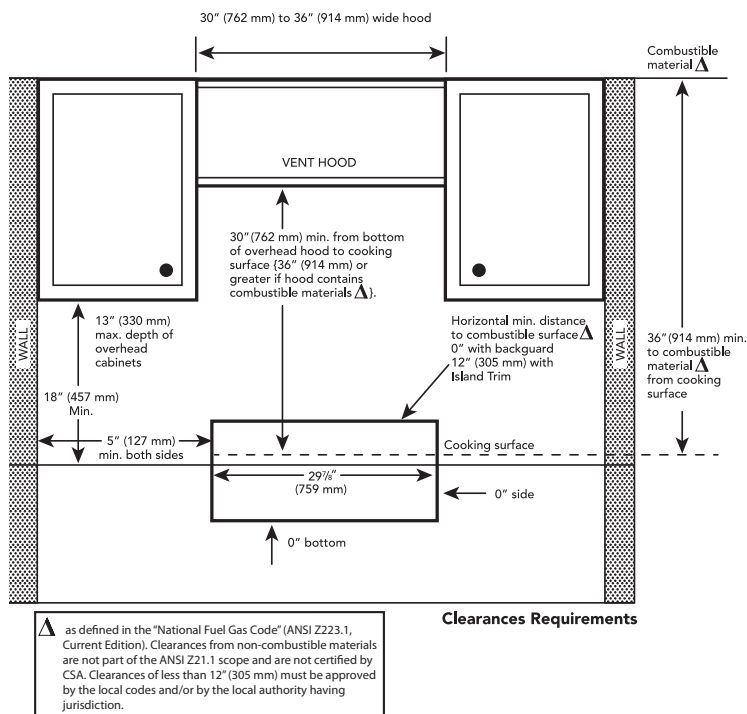 30" (762 mm) to 36" (914 mm) wide hood
Combustible
material Δ
VENT HOOD
30" (762 mm) min. from bottom
of overhead hood to cooking
surface {36" (914 mm) or
greater if hood contains
combustible materials Δ }.
13" (330 mm)
max. depth of
overhead
cabinets
Horizontal min. distance
to combustible surface Δ
0" with backguard
12" (305 mm) with
Island Trim
WALL
WALL
36" (914 mm) min.
to combustible
material Δ
from cooking
surface
18" (457 mm)
Min.
5" (127 mm)
min. both sides
Cooking surface
29⅞"
(759 mm)
0" side
0" bottom
Clearances Requirements
Δ as defined in the "National Fuel Gas Code" (ANSI Z223.1,
Current Edition). Clearances from non-combustible materials
are not part of the ANSI Z21.1 scope and are not certified by
CSA. Clearances of less than 12" (305 mm) must be approved
by the local codes and/or by the local authority having
jurisdiction.